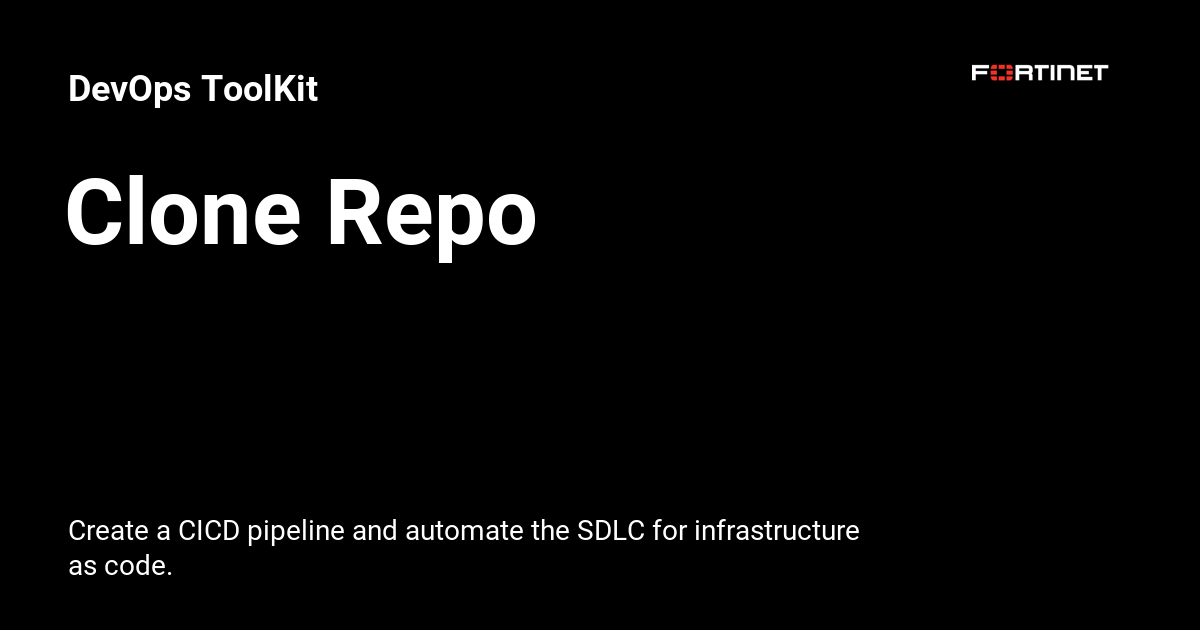 DevOps ToolKit
FORTINET
Clone Repo
Create a CICD pipeline and automate the SDLC for infrastructure
as code.